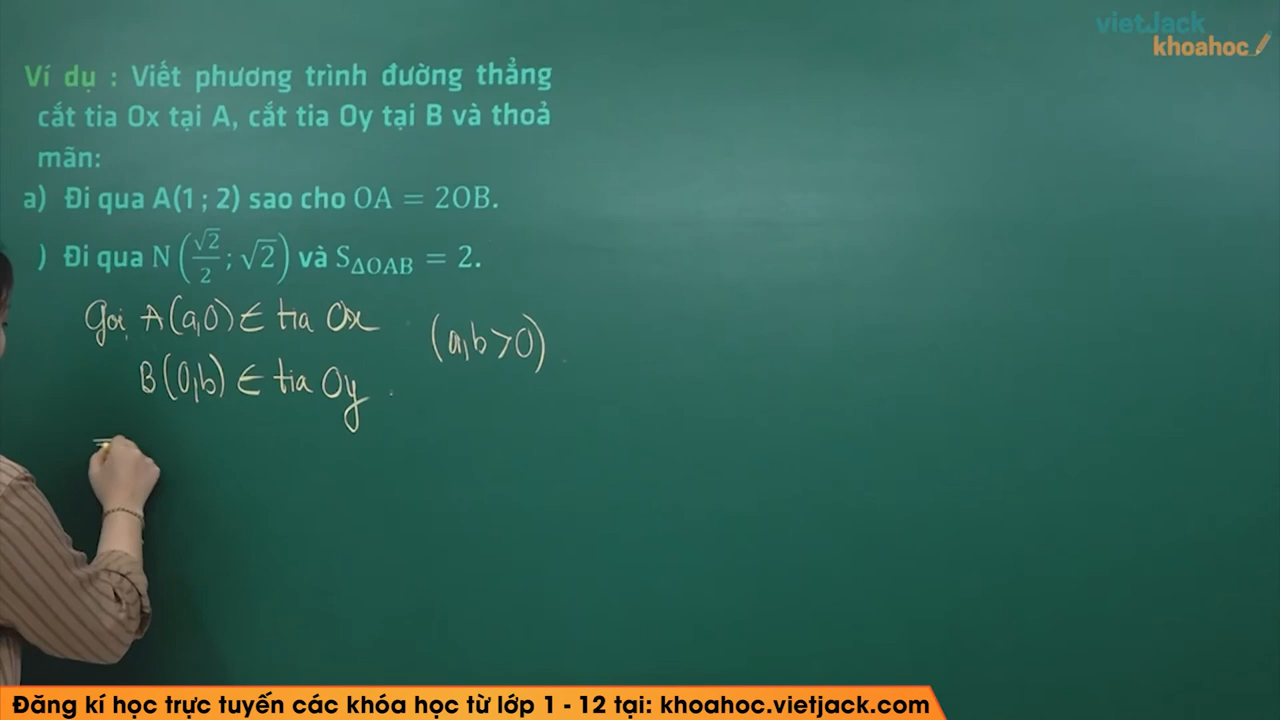 vietJack
khoahoc
Ví dụ : Viết phương trình đường thẳng
cắt tia Ox tại A, cắt tia Oy tại B và thoả
mãn:
a) Đi qua A(1 ; 2) sao cho OA = 2OB.
) Đi qua N (√2/2 ; √2) và S△OAB = 2.
Gọi A(a,0) ∈ tia Ox (a,b > 0)
B(0,b) ∈ tia Oy
Đăng kí học trực tuyến các khóa học từ lớp 1 - 12 tại: khoahoc.vietjack.com